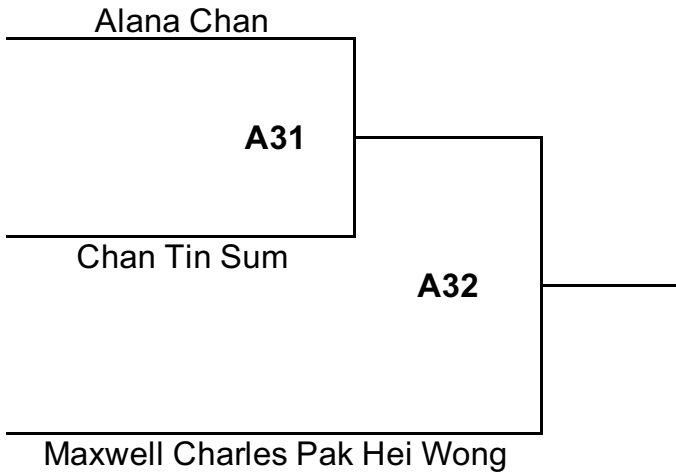 Alana Chan
A31
Chan Tin Sum
A32
Maxwell Charles Pak Hei Wong